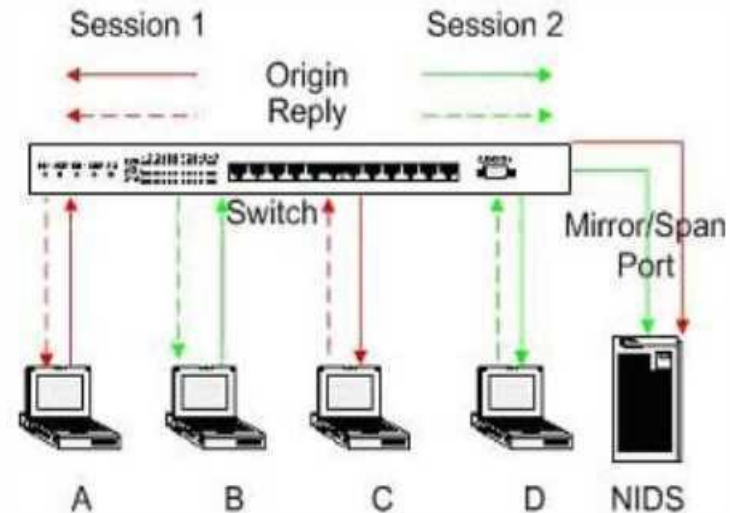 Session 1
Session 2
Origin
Reply
Switch
Mirror/Span
Port
A
B
C
D
NIDS